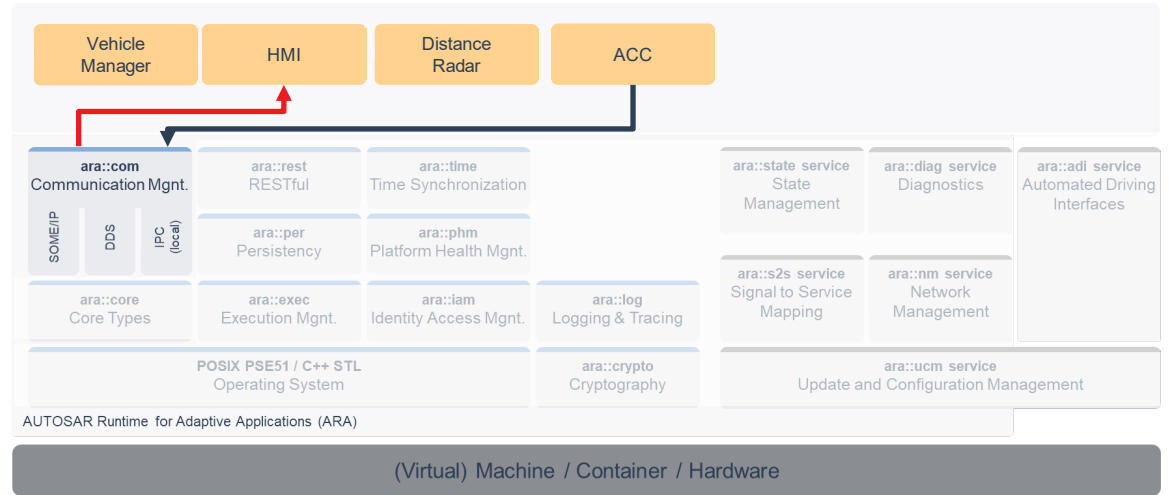 Vehicle
Manager
HMI
Distance
Radar
ACC
ara::com
Communication Mgnt.
SOME/IP
DDS
IPC
(local)
ara::rest
RESTful
ara::time
Time Synchronization
ara::per
Persistency
ara::phm
Platform Health Mgnt.
ara::core
Core Types
ara::exec
Execution Mgnt.
ara::iam
Identity Access Mgnt.
ara::log
Logging & Tracing
POSIX PSE51 / C++ STL
Operating System
ara::crypto
Cryptography
ara::state service
State
Management
ara::diag service
Diagnostics
ara::adi service
Automated Driving
Interfaces
ara::s2s service
Signal to Service
Mapping
ara::nm service
Network
Management
ara::ucm service
Update and Configuration Management
AUTOSAR Runtime for Adaptive Applications (ARA)
(Virtual) Machine / Container / Hardware